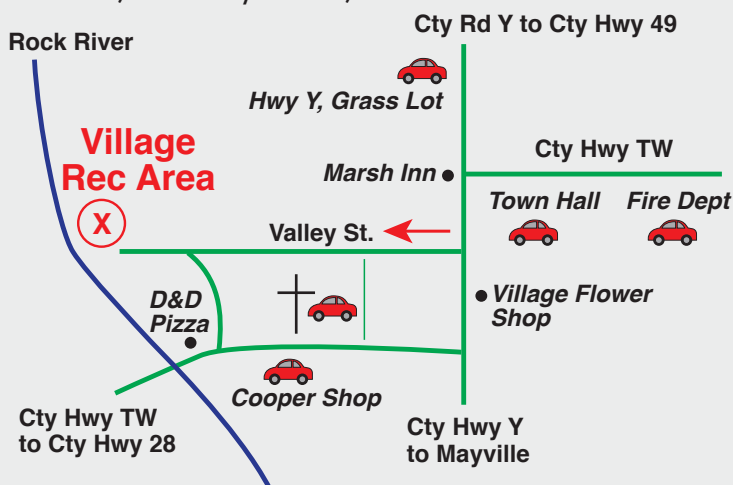 Cty Rd Y to Cty Hwy 49
Rock River
Hwy Y, Grass Lot
Village
Rec Area
X
Marsh Inn
Cty Hwy TW
Town Hall
Fire Dept
Valley St.
D&D
Pizza
Village Flower
Shop
Cooper Shop
Cty Hwy TW
to Cty Hwy 28
Cty Hwy Y
to Mayville